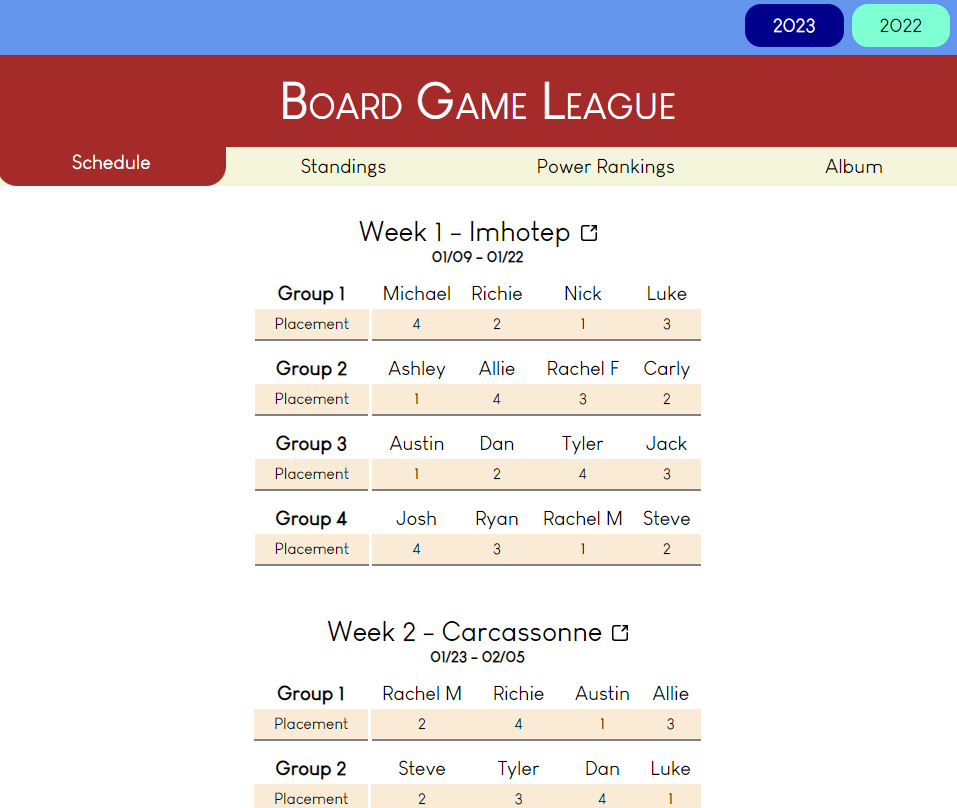 2023 2022
Board Game League
Schedule Standings Power Rankings Album
Week 1 – Imhotep
01/09 – 01/22
Group 1 Michael Richie Nick Luke
Placement 4 2 1 3
Group 2 Ashley Allie Rachel F Carly
Placement 1 4 3 2
Group 3 Austin Dan Tyler Jack
Placement 1 2 4 3
Group 4 Josh Ryan Rachel M Steve
Placement 4 3 1 2
Week 2 – Carcassonne
01/23 – 02/05
Group 1 Rachel M Richie Austin Allie
Placement 2 4 1 3
Group 2 Steve Tyler Dan Luke
Placement 2 3 4 1